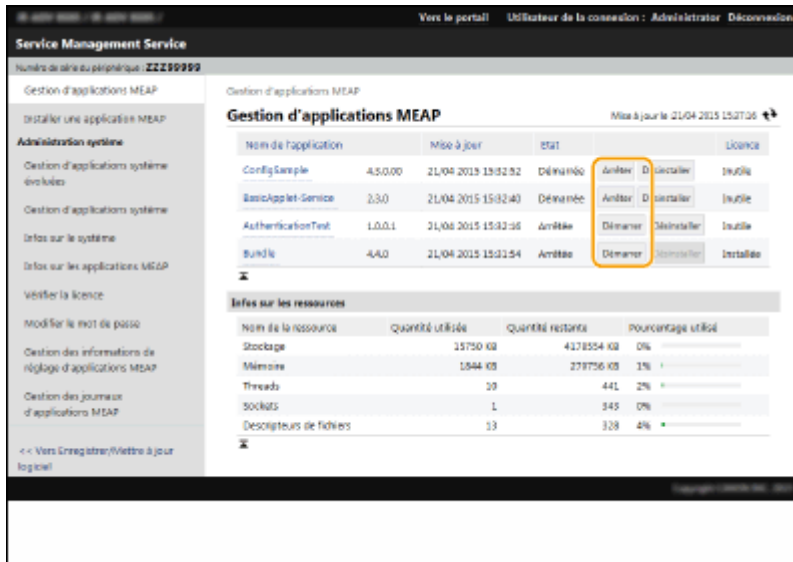 Vers le portail Utilisateur de la connexion : Administrator Déconnexion
Service Management Service
Numéro de série du périphérique : ZZZ99999
Gestion d'applications MEAP
Installer une application MEAP
Administration système
Gestion d'applications système évoluées
Gestion d'applications système
Infos sur le système
Infos sur les applications MEAP
Vérifier la licence
Modifier le mot de passe
Gestion des informations de
réglage d'applications MEAP
Gestion des journaux
d'applications MEAP
<< Vers Enregistrer/Mettre à jour
logiciel
Gestion d'applications MEAP
Gestion d'applications MEAP Mise à jour le :21/04 2015 15:27:16
Nom de l'application Mise à jour Etat Licence
ConfigSample 4.5.0.00 21/04 2015 15:32:52 Démarrée Arrêter Désinstaller Inutile
BasicApplet-Service 2.3.0 21/04 2015 15:32:40 Démarrée Arrêter Désinstaller Inutile
AuthenticationTest 1.0.0.1 21/04 2015 15:32:16 Arrêtée Démarrer Désinstaller Inutile
Bundle 4.4.0 21/04 2015 15:31:54 Arrêtée Démarrer Désinstaller Installée
Infos sur les ressources
Nom de la ressource Quantité utilisée Quantité restante Pourcentage utilisé
Stockage 15750 KB 4178554 KB 0%
Mémoire 1844 KB 279756 KB 1%
Threads 10 441 2%
Sockets 1 345 0%
Descripteurs de fichiers 13 328 4%